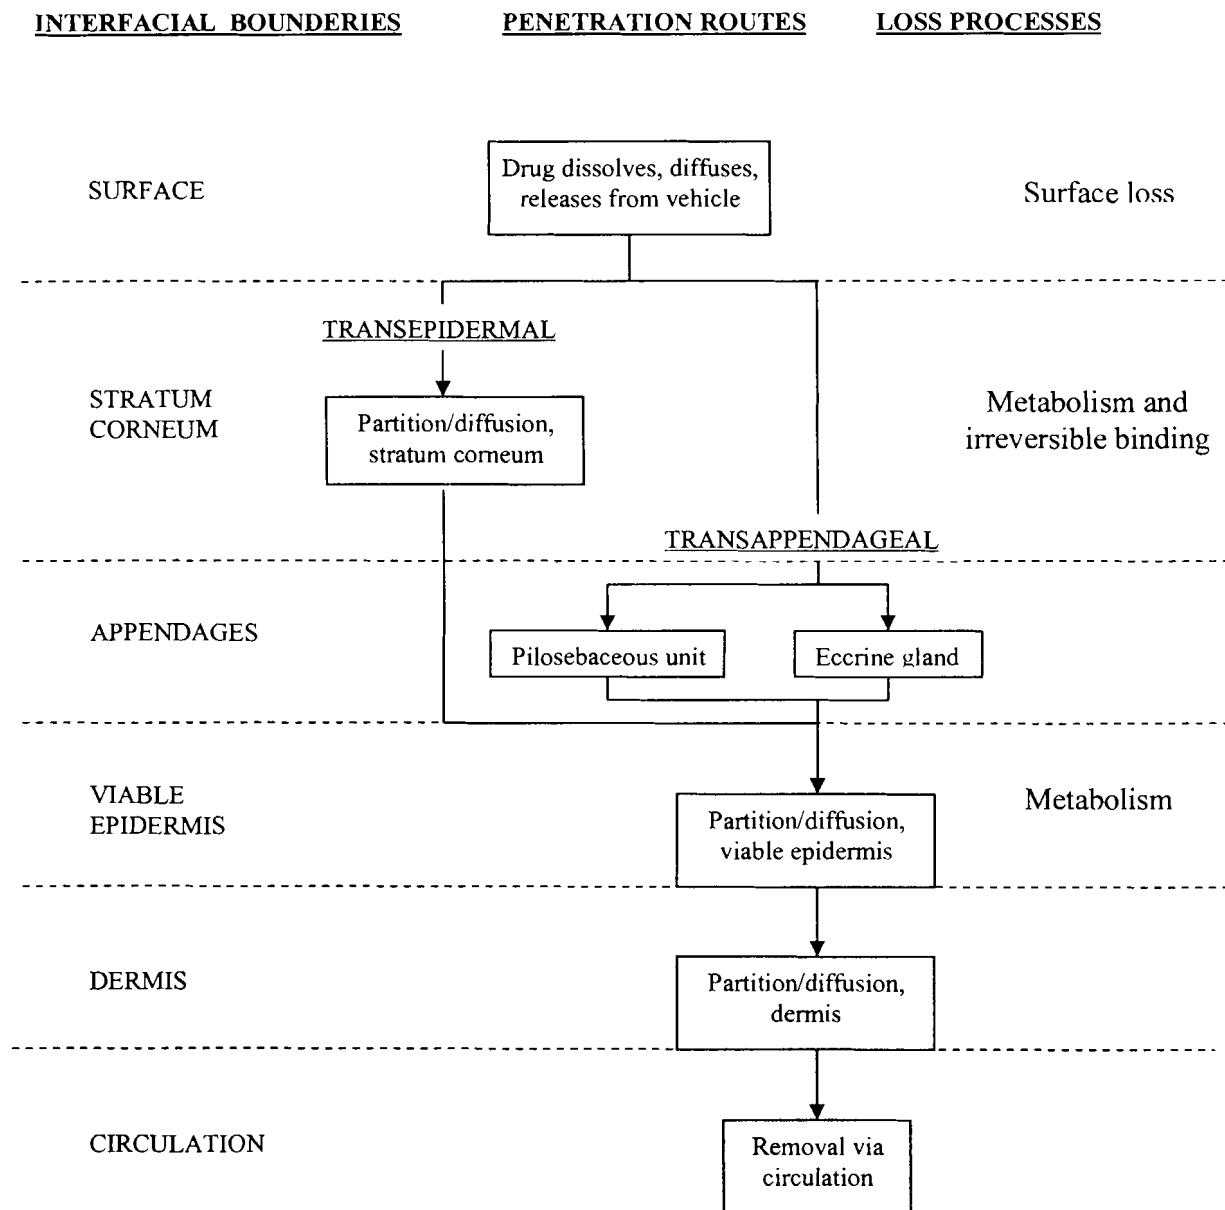 INTERFACIAL BOUNDERIES PENETRATION ROUTES LOSS PROCESSES
SURFACE
Drug dissolves, diffuses,
releases from vehicle
Surface loss
TRANSEPIDERMAL
STRATUM
CORNEUM
Partition/diffusion,
stratum corneum
Metabolism and
irreversible binding
TRANSAPPENDAGEAL
APPENDAGES
Pilosebaceous unit
Eccrine gland
VIABLE
EPIDERMIS
Partition/diffusion,
viable epidermis
Metabolism
DERMIS
Partition/diffusion,
dermis
CIRCULATION
Removal via
circulation